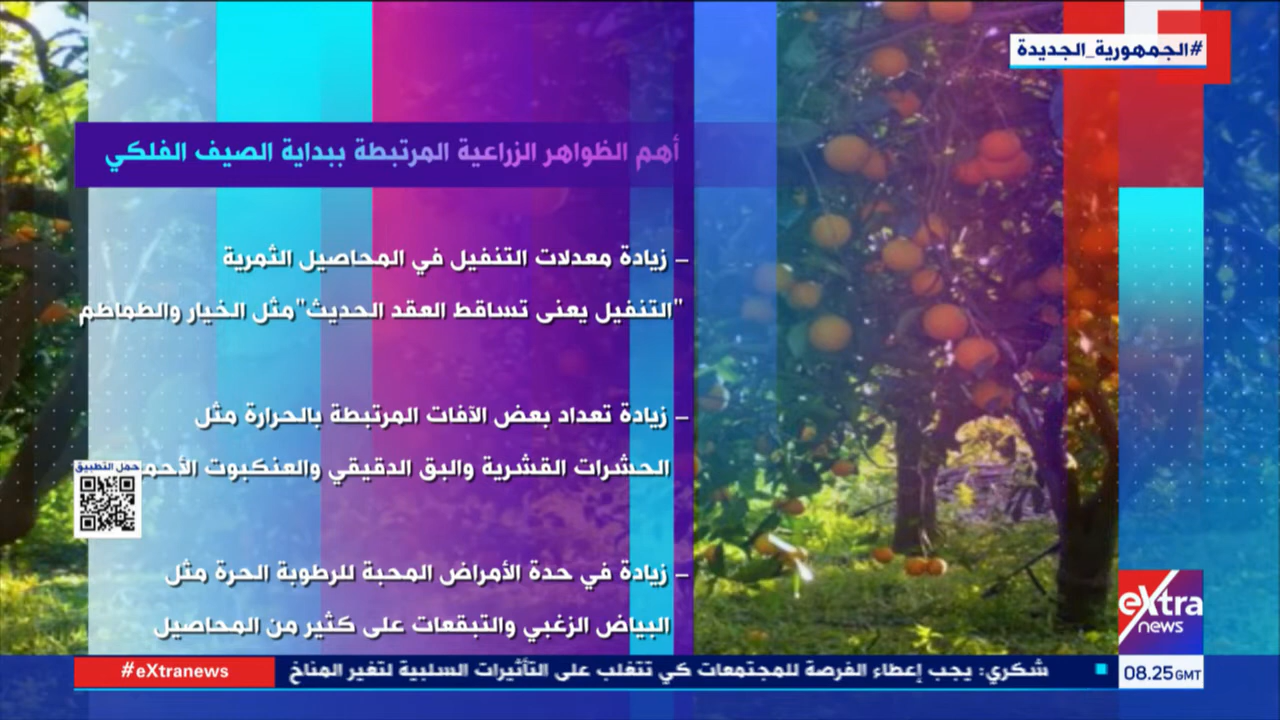 #الجمهورية_الجديدة
أهم الظواهر الزراعية المرتبطة ببداية الصيف الفلكي
– زيادة معدلات التنفيل في المحاصيل الثمرية
"التنفيل يعنى تساقط العقد الحديث"مثل الخيار والطماطم
– زيادة تعداد بعض الآفات المرتبطة بالحرارة مثل
الحشرات القشرية والبق الدقيقي والعنكبوت
حمل التطبيق
– زيادة في حدة الأمراض المحبة للرطوبة الحرة مثل
البياض الزغبي والتبقعات على كثير من المحاصيل
eXtra
news
شكري: يجب إعطاء الفرصة للمجتمعات كي تتغلب على التأثيرات السلبية لتغير المناخ
#eXtranews
08.25 GMT